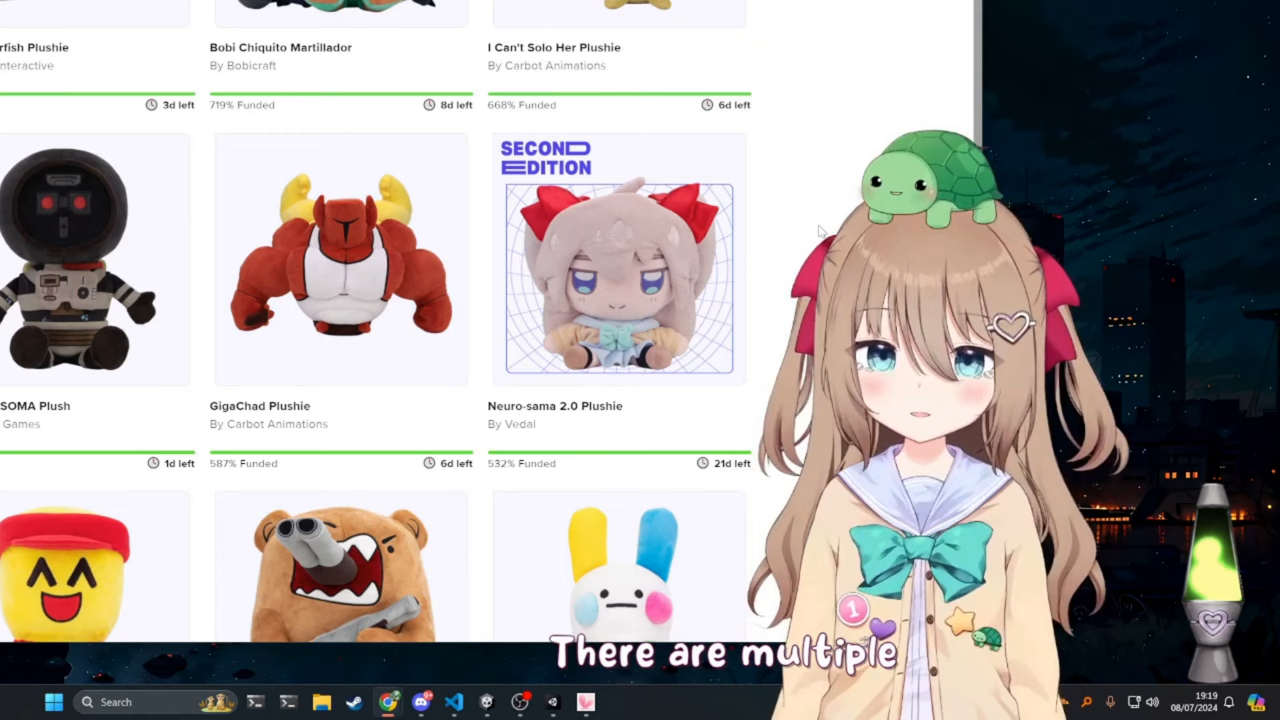 rfish Plushie
nteractive
3d left
Bobi Chiquito Martillador
By Bobicraft
719% Funded
8d left
I Can't Solo Her Plushie
By Carbot Animations
668% Funded
6d left
SECOND
EDITION
SOMA Plush
Games
1d left
GigaChad Plushie
By Carbot Animations
587% Funded
6d left
Neuro-sama 2.0 Plushie
By Vedal
532% Funded
21d left
1
There are multiple
Search
19:19
08/07/2024